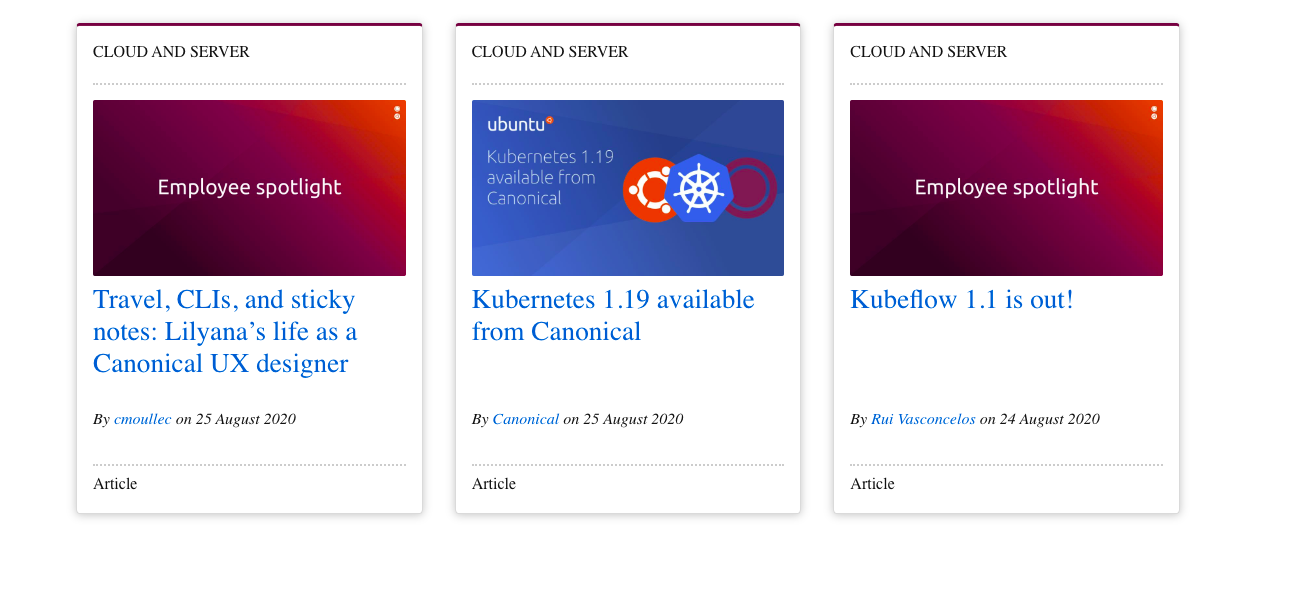 CLOUD AND SERVER
Employee spotlight
Travel, CLIs, and sticky
notes: Lilyana’s life as a
Canonical UX designer
By cmoullec on 25 August 2020
Article
CLOUD AND SERVER
ubuntu
Kubernetes 1.19
available from
Canonical
Kubernetes 1.19 available
from Canonical
By Canonical on 25 August 2020
Article
CLOUD AND SERVER
Employee spotlight
Kubeflow 1.1 is out!
By Rui Vasconcelos on 24 August 2020
Article